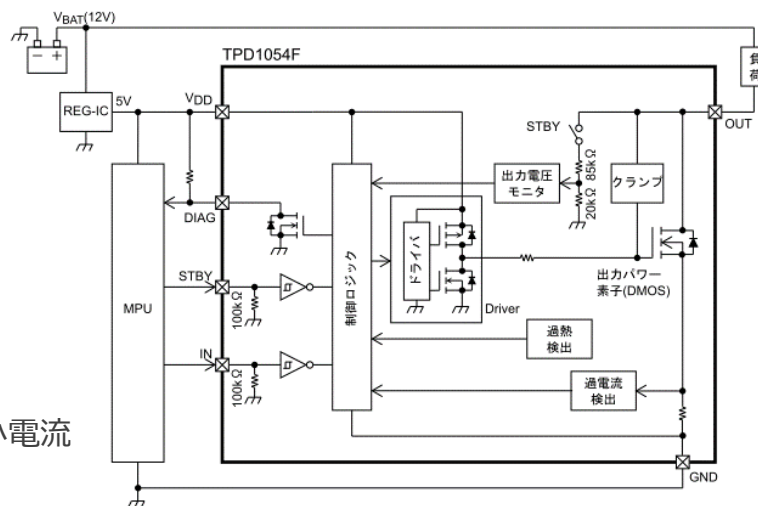 VBAT(12V)
TPD1054F
負荷
REG-IC
5V
VDD
OUT
STBY
85kΩ
20kΩ
出力電圧
モニタ
クランプ
DIAG
ドライバ
制御ロジック
出力パワー
素子(DMOS)
STBY
100kΩ
MPU
Driver
過熱
検出
IN
100kΩ
過電流
検出
電流
GND